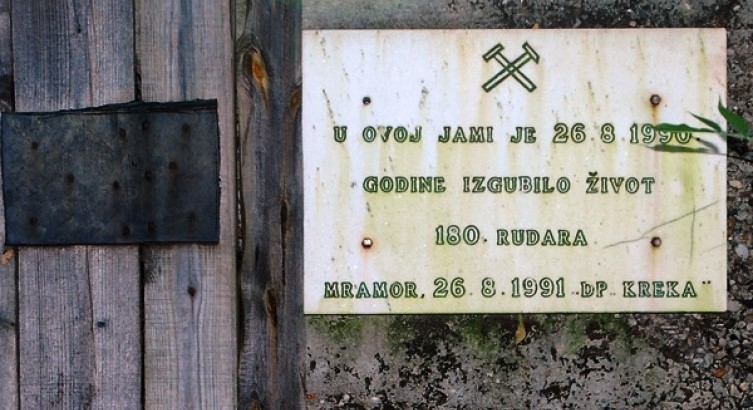 U OVOJ JAMI JE 26 8 1990.
GODINE IZGUBILO ŽIVOT
180 RUDARA
MRAMOR, 26.8.1991 „DP KREKA"